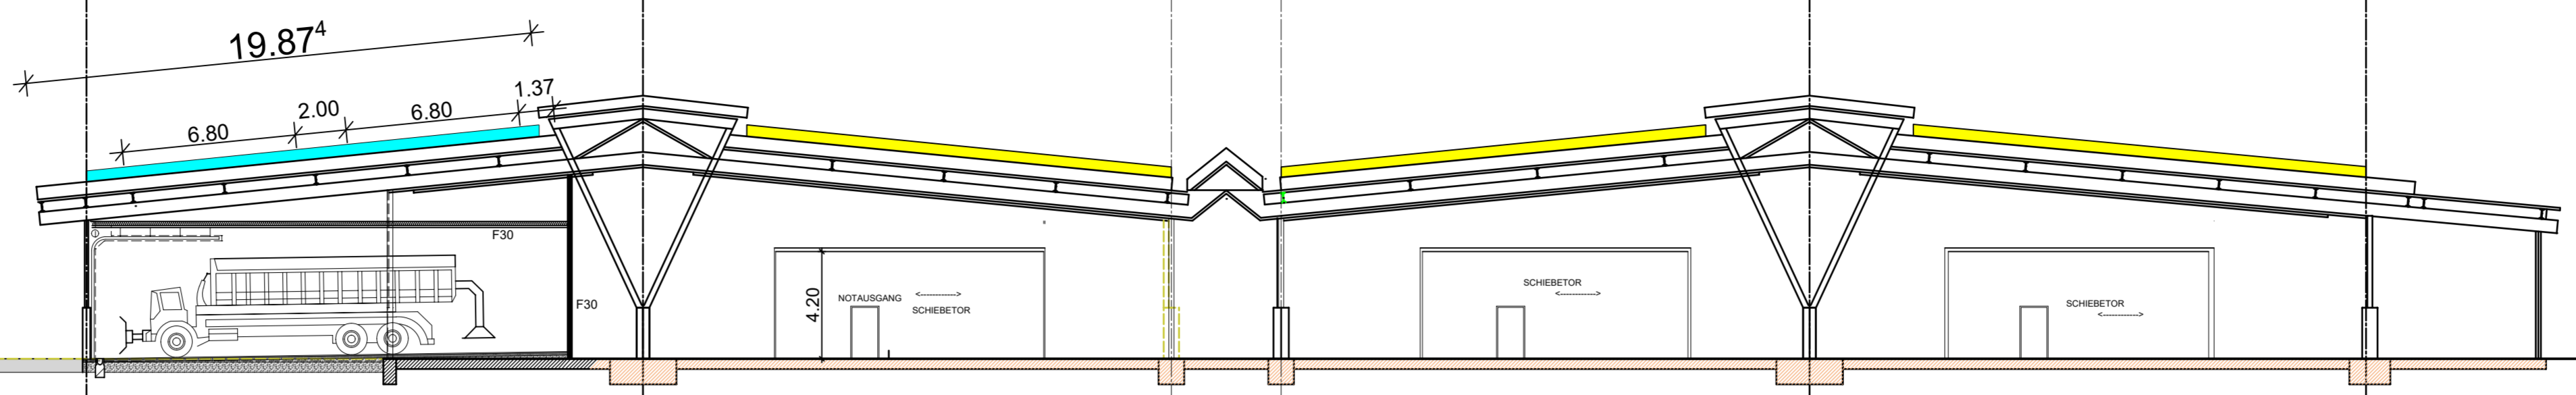 19.87⁴
1.37
2.00
6.80
6.80
F30
F30
4.20
NOTAUSGANG
<------------>
SCHIEBETOR
SCHIEBETOR
<------------>
SCHIEBETOR
<------------>